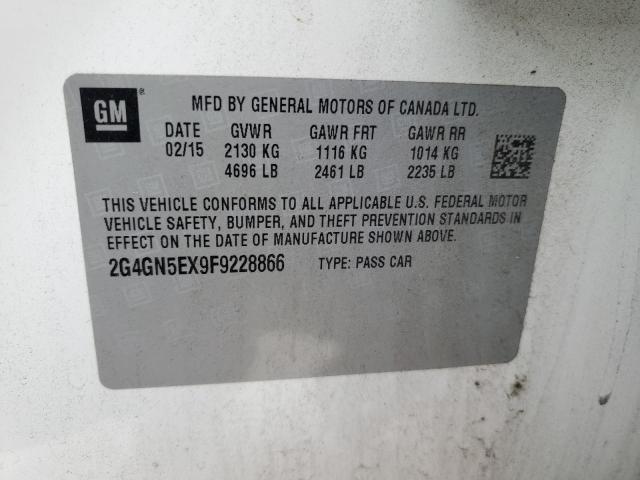 GM ®
MFD BY GENERAL MOTORS OF CANADA LTD.
DATE GVWR GAWR FRT GAWR RR
02/15 2130 KG 1116 KG 1014 KG
4696 LB 2461 LB 2235 LB
THIS VEHICLE CONFORMS TO ALL APPLICABLE U.S. FEDERAL MOTOR
VEHICLE SAFETY, BUMPER, AND THEFT PREVENTION STANDARDS IN
EFFECT ON THE DATE OF MANUFACTURE SHOWN ABOVE.
2G4GN5EX9F9228866 TYPE: PASS CAR